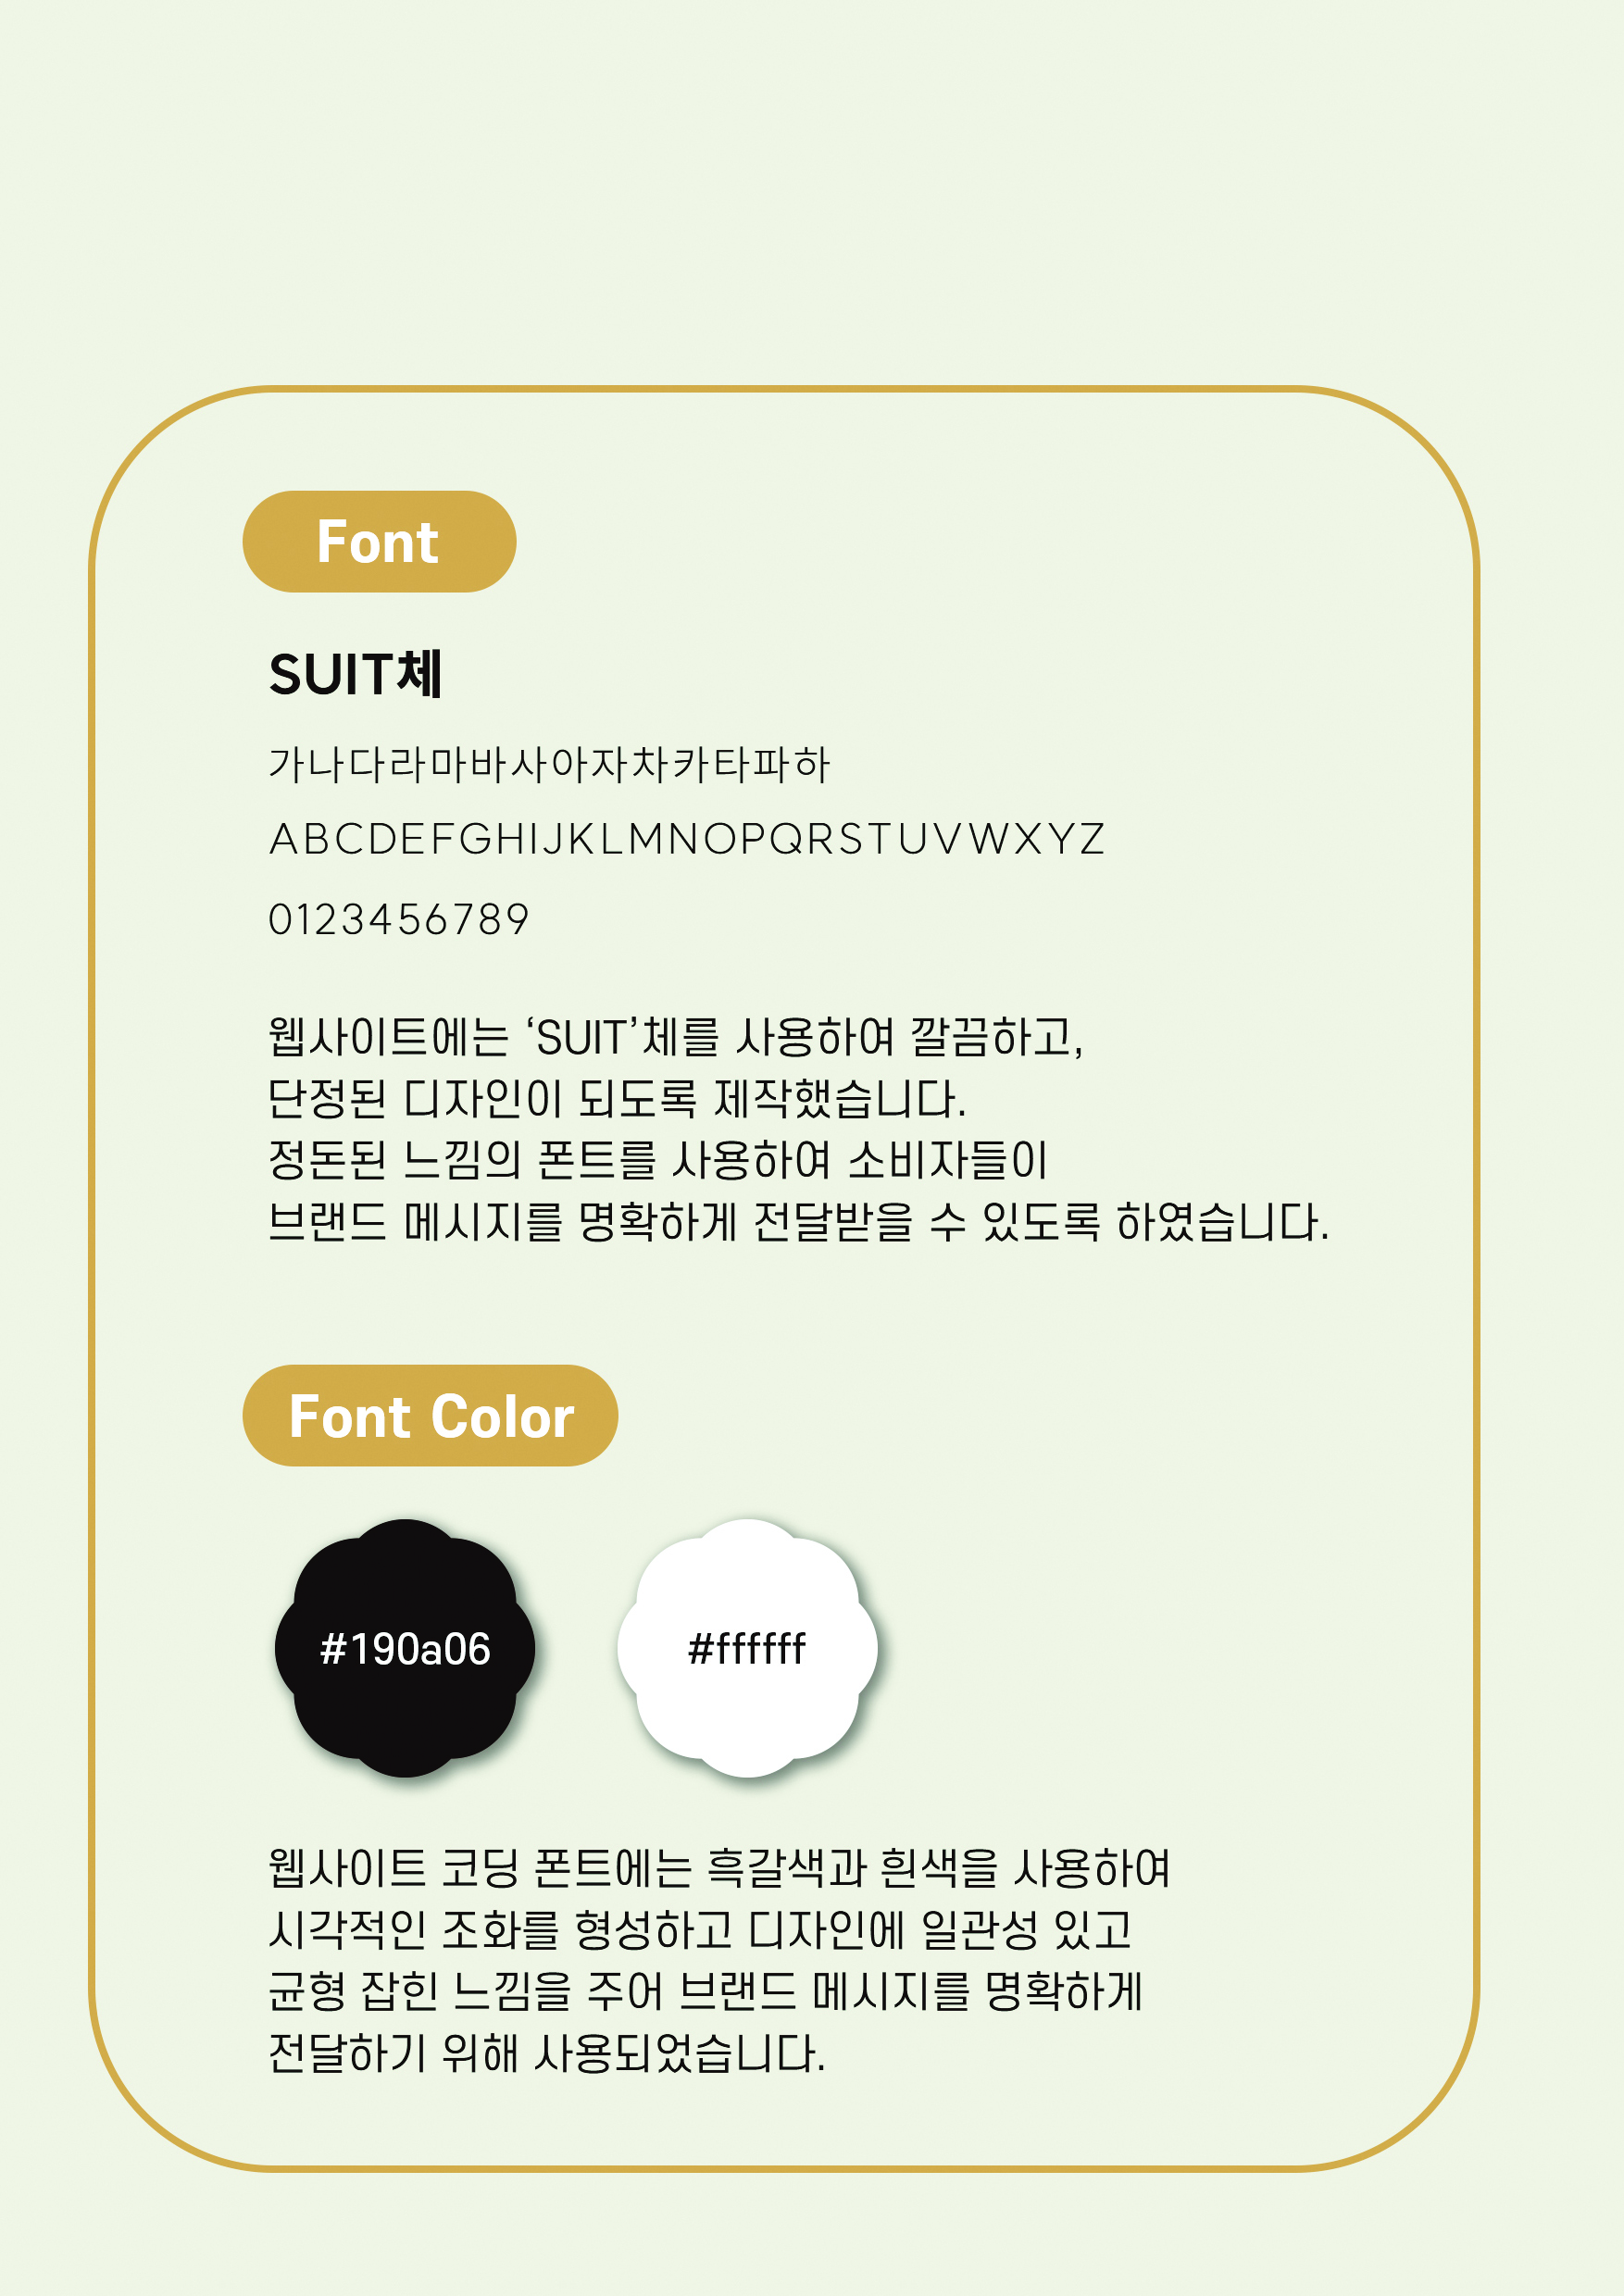 Font
SUIT체
가나다라마바사아자차카타파하
ABCDEFGHIJKLMNOPQRSTUVWXYZ
0123456789
웹사이트에는 ‘SUIT’체를 사용하여 깔끔하고,
단정된 디자인이 되도록 제작했습니다.
정돈된 느낌의 폰트를 사용하여 소비자들이
브랜드 메시지를 명확하게 전달받을 수 있도록 하였습니다.
Font Color
#190a06
#ffffff
웹사이트 코딩 폰트에는 흑갈색과 흰색을 사용하여
시각적인 조화를 형성하고 디자인에 일관성 있고
균형 잡힌 느낌을 주어 브랜드 메시지를 명확하게
전달하기 위해 사용되었습니다.